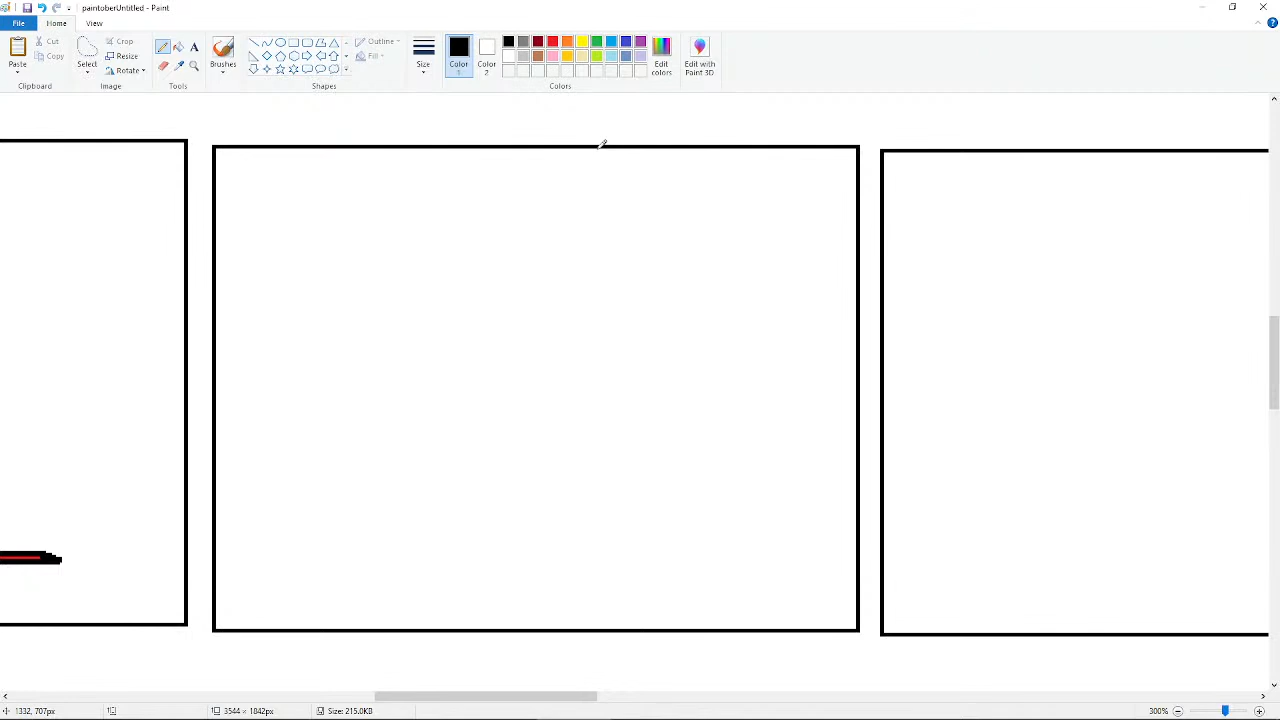 paintoberUntitled - Paint
File
Home
View
Paste
Cut
Copy
Clipboard
Select
Crop
Resize
Rotate
Image
A
Tools
Brushes
Outline
Fill
Shapes
Size
Color
1
Color
2
Edit
colors
Colors
Edit with
Paint 3D
1332, 707px
3544 × 1842px
Size: 215.0KB
300%